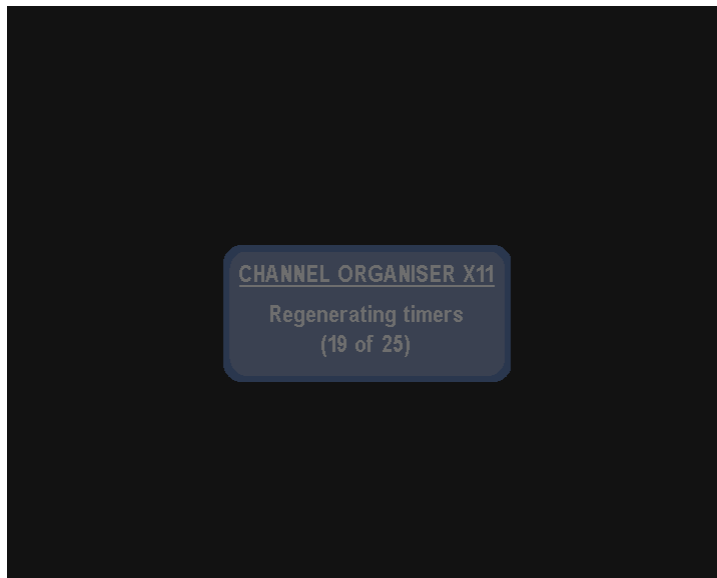 CHANNEL ORGANISER X11
Regenerating timers
(19 of 25)